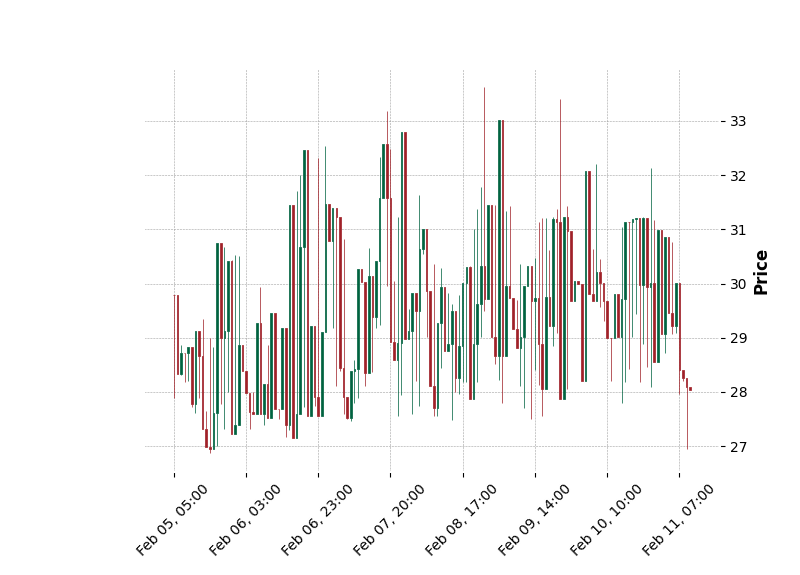 33
32
31
30
29
28
27
Price
Feb 05, 05:00
Feb 06, 03:00
Feb 06, 23:00
Feb 07, 20:00
Feb 08, 17:00
Feb 09, 14:00
Feb 10, 10:00
Feb 11, 07:00